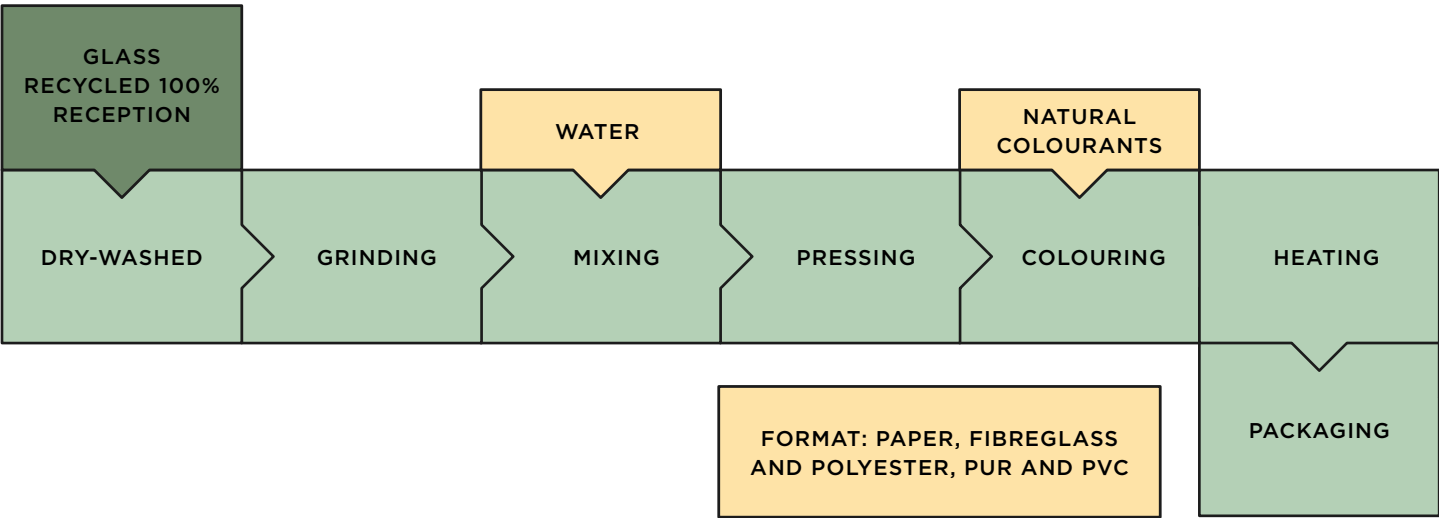 GLASS
RECYCLED 100%
RECEPTION
WATER
NATURAL
COLOURANTS
DRY-WASHED
GRINDING
MIXING
PRESSING
COLOURING
HEATING
FORMAT: PAPER, FIBREGLASS
AND POLYESTER, PUR AND PVC
PACKAGING